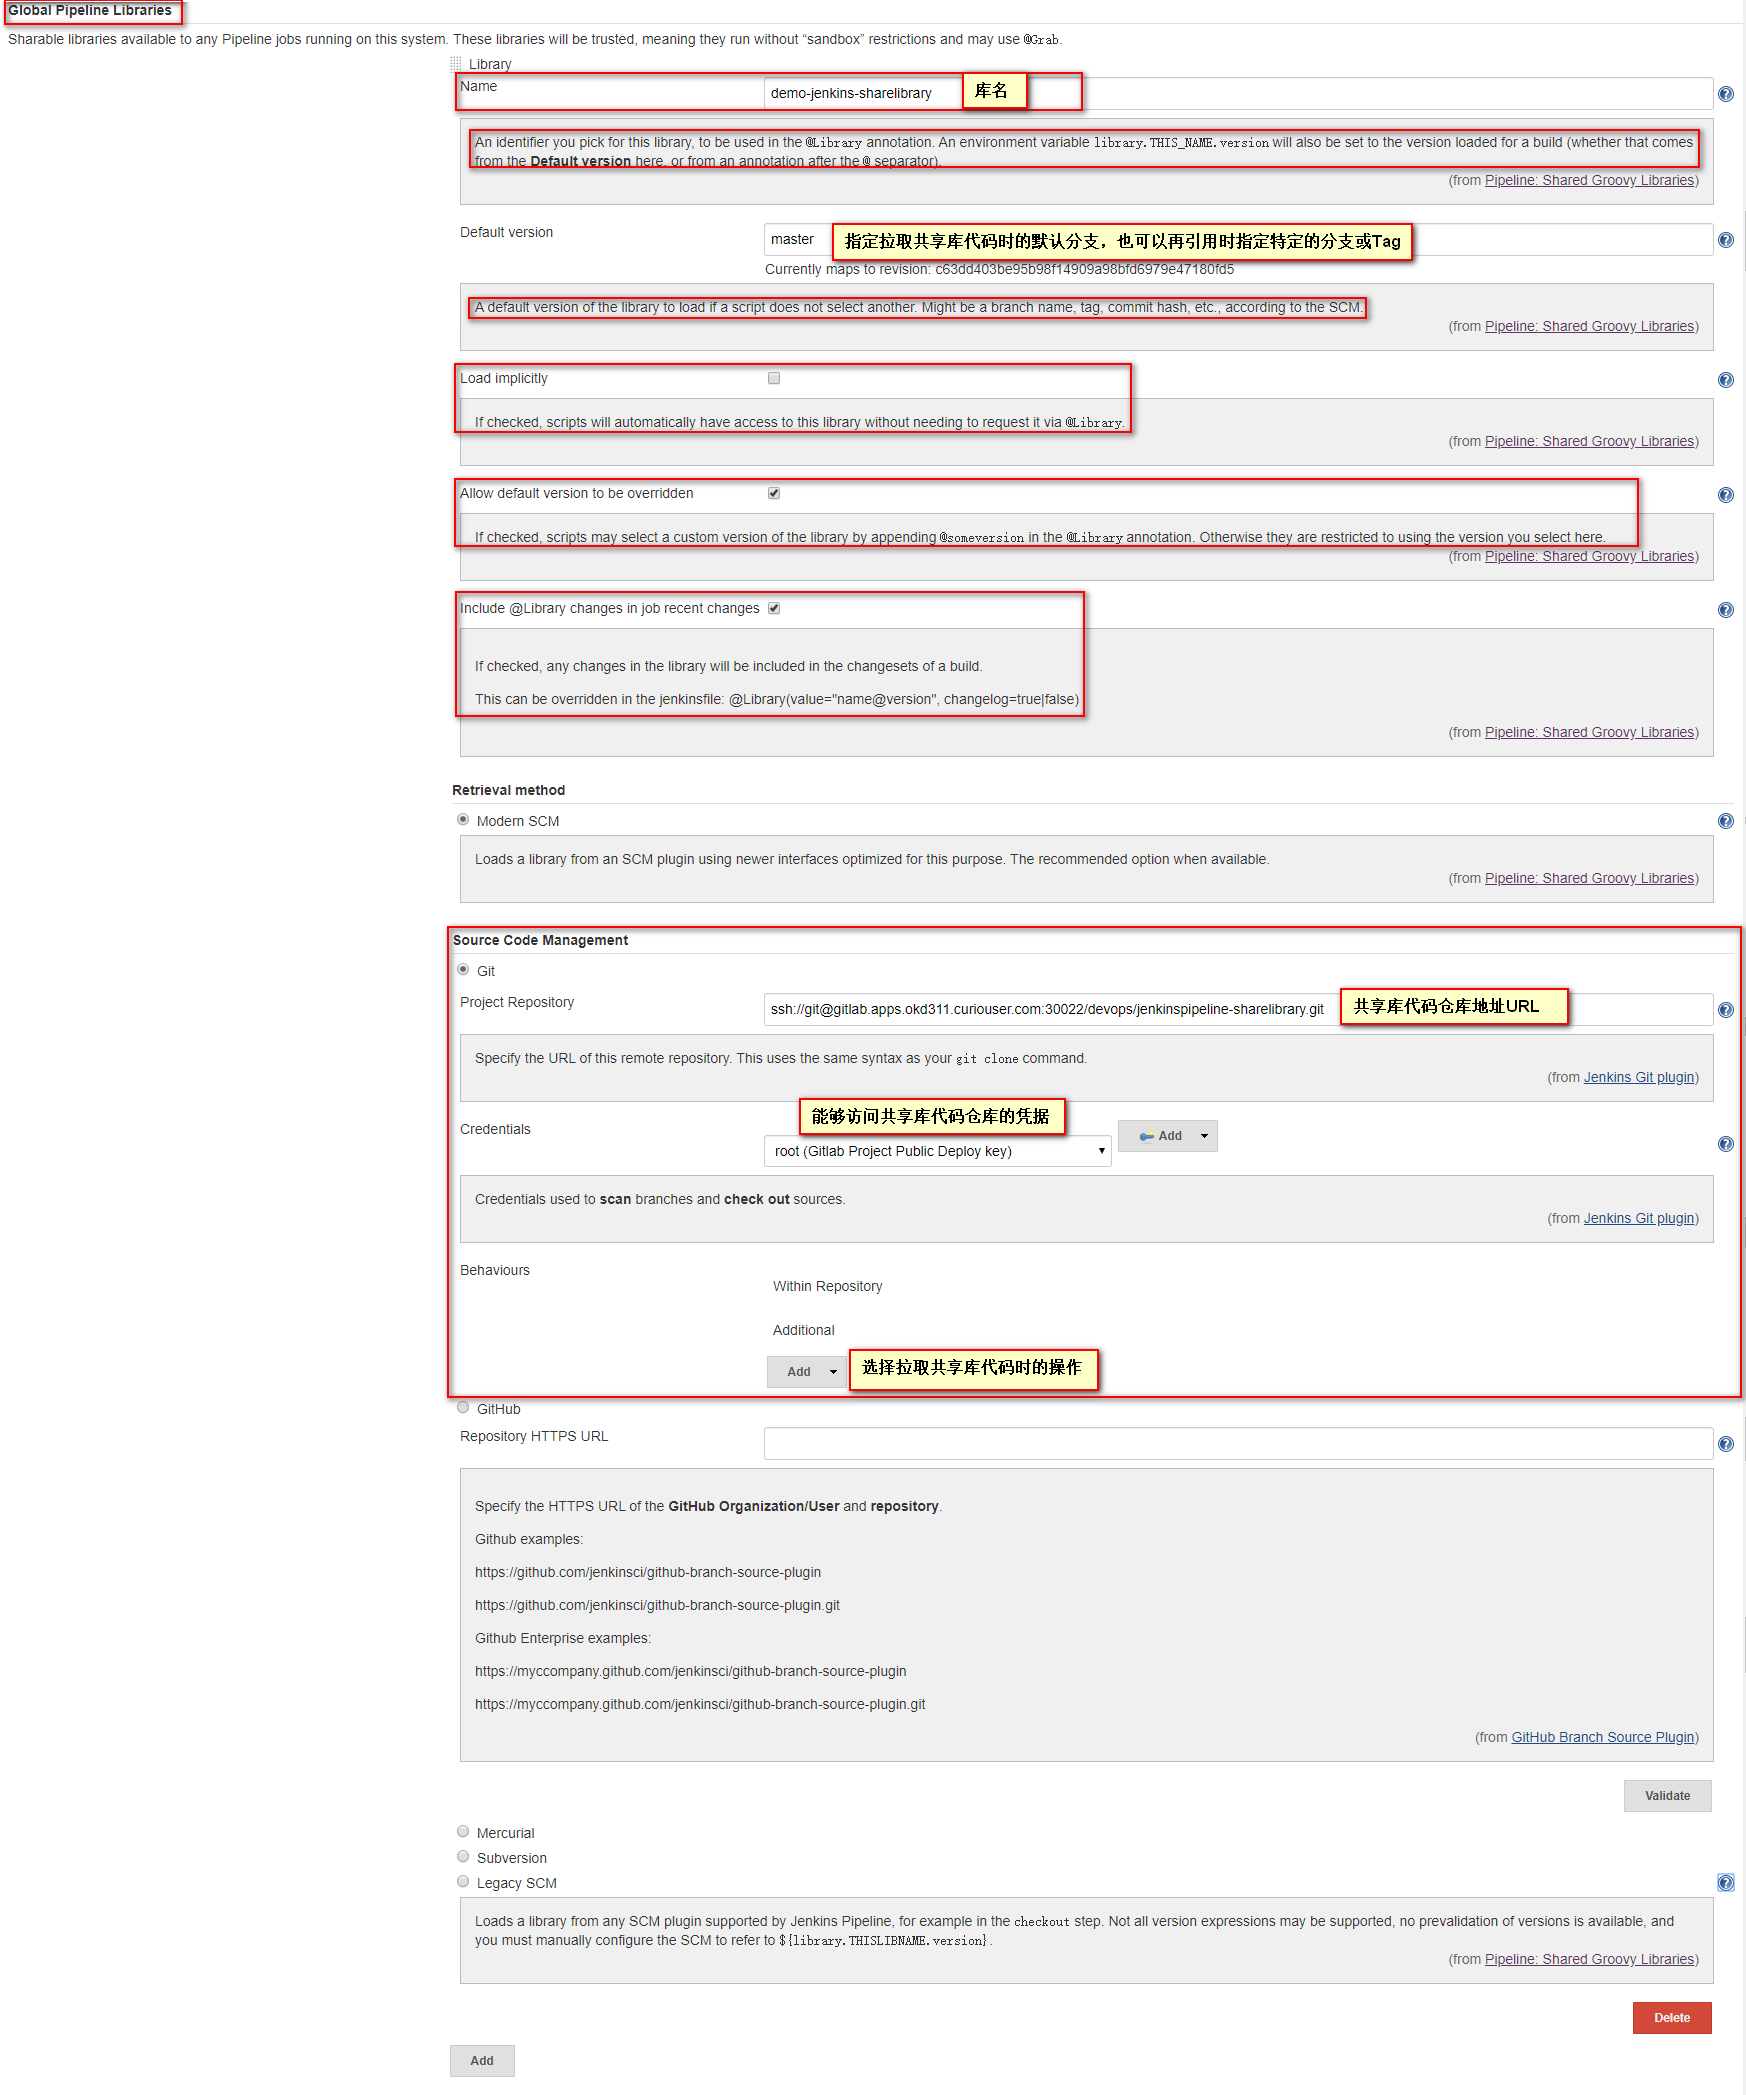 Global Pipeline Libraries
Sharable libraries available to any Pipeline jobs running on this system. These libraries will be trusted, meaning they run without “sandbox” restrictions and may use @Grab.
Library
Name
demo-jenkins-sharelibrary
库名
An identifier you pick for this library, to be used in the @Library annotation. An environment variable library.THIS_NAME.version will also be set to the version loaded for a build (whether that comes
from the Default version here, or from an annotation after the @ separator).
(from Pipeline: Shared Groovy Libraries)
Default version
master
指定拉取共享库代码时的默认分支，也可以再引用时指定特定的分支或Tag
Currently maps to revision: c63dd403be95b98f14909a98bfd6979e47180fd5
A default version of the library to load if a script does not select another. Might be a branch name, tag, commit hash, etc., according to the SCM.
(from Pipeline: Shared Groovy Libraries)
Load implicitly
If checked, scripts will automatically have access to this library without needing to request it via @Library.
(from Pipeline: Shared Groovy Libraries)
Allow default version to be overridden
If checked, scripts may select a custom version of the library by appending @someversion in the @Library annotation. Otherwise they are restricted to using the version you select here.
(from Pipeline: Shared Groovy Libraries)
Include @Library changes in job recent changes
If checked, any changes in the library will be included in the changesets of a build.
This can be overridden in the jenkinsfile: @Library(value="name@version", changelog=true|false)
(from Pipeline: Shared Groovy Libraries)
Retrieval method
Modern SCM
Loads a library from an SCM plugin using newer interfaces optimized for this purpose. The recommended option when available.
(from Pipeline: Shared Groovy Libraries)
Source Code Management
Git
Project Repository
ssh://git@gitlab.apps.okd311.curiouser.com:30022/devops/jenkinspipeline-sharelibrary.git
共享库代码仓库地址URL
Specify the URL of this remote repository. This uses the same syntax as your git clone command.
(from Jenkins Git plugin)
能够访问共享库代码仓库的凭据
Credentials
Add
root (Gitlab Project Public Deploy key)
Credentials used to scan branches and check out sources.
(from Jenkins Git plugin)
Behaviours
Within Repository
Additional
Add
选择拉取共享库代码时的操作
GitHub
Repository HTTPS URL
Specify the HTTPS URL of the GitHub Organization/User and repository.
Github examples:
https://github.com/jenkinsci/github-branch-source-plugin
https://github.com/jenkinsci/github-branch-source-plugin.git
Github Enterprise examples:
https://myccompany.github.com/jenkinsci/github-branch-source-plugin
https://myccompany.github.com/jenkinsci/github-branch-source-plugin.git
(from GitHub Branch Source Plugin)
Validate
Mercurial
Subversion
Legacy SCM
Loads a library from any SCM plugin supported by Jenkins Pipeline, for example in the checkout step. Not all version expressions may be supported, no prevalidation of versions is available, and
you must manually configure the SCM to refer to ${library.THISLIBNAME.version}.
(from Pipeline: Shared Groovy Libraries)
Delete
Add